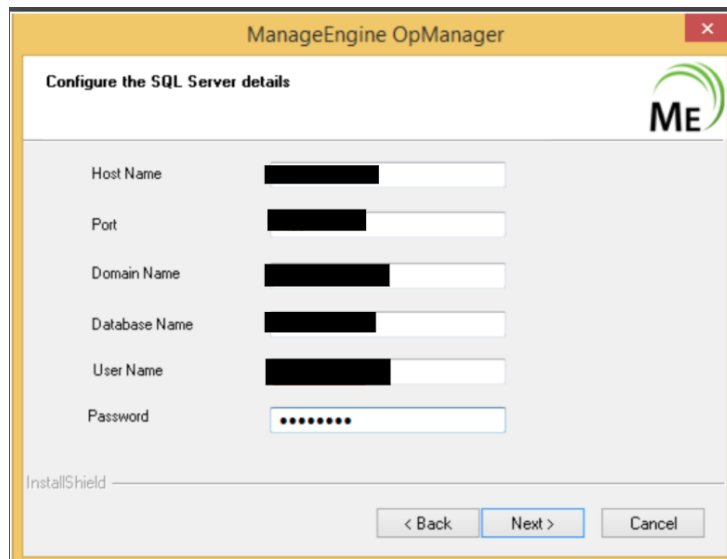 ManageEngine OpManager
Configure the SQL Server details
ME
Host Name
Port
Domain Name
Database Name
User Name
Password
InstallShield
< Back Next > Cancel